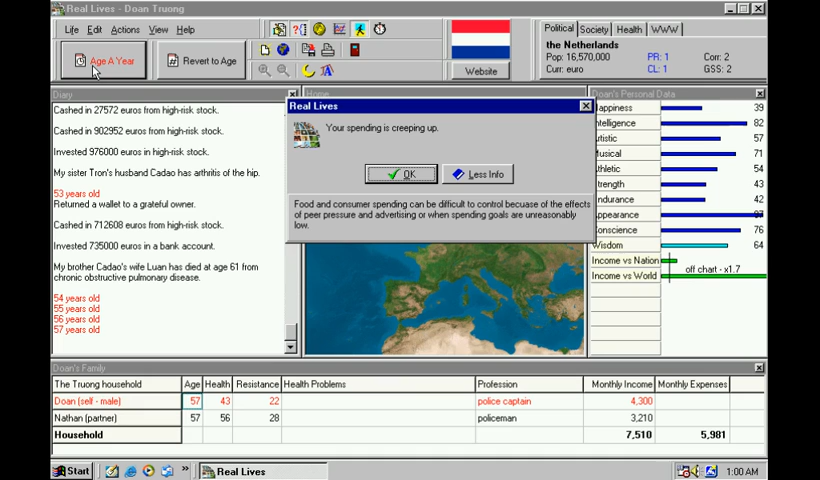 Real Lives - Doan Truong
Life Edit Actions View Help
Age A Year
Revert to Age
Website
Political Society Health WWW
the Netherlands
Pop: 16,570,000 PR: 1 Corr: 2
Curr: euro CL: 1 GSS: 2
Diary
Cashed in 27572 euros from high-risk stock.
Cashed in 902952 euros from high-risk stock.
Invested 976000 euros in high-risk stock.
My sister Tron's husband Cadao has arthritis of the hip.
53 years old
Returned a wallet to a grateful owner.
Cashed in 712608 euros from high-risk stock.
Invested 735000 euros in a bank account.
My brother Cadao's wife Luan has died at age 61 from
chronic obstructive pulmonary disease.
54 years old
55 years old
56 years old
57 years old
Home
Real Lives
Your spending is creeping up.
OK
Less Info
Food and consumer spending can be difficult to control becuase of the effects
of peer pressure and advertising or when spending goals are unreasonably
low.
Doan's Personal Data
Happiness 39
Intelligence 82
Artistic 57
Musical 71
Athletic 54
Strength 43
Endurance 42
Appearance 97
Conscience 76
Wisdom 64
Income vs Nation
Income vs World
off chart - x1.7
Doan's Family
The Truong household Age Health Resistance Health Problems Profession Monthly Income Monthly Expenses
Doan (self - male) 57 43 22 police captain 4,300
Nathan (partner) 57 56 28 policeman 3,210
Household 7,510 5,981
Start
Real Lives
1:00 AM